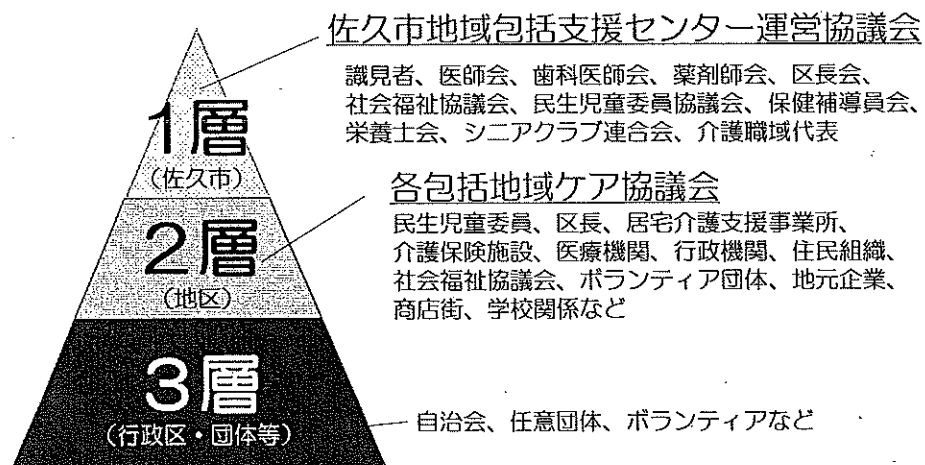 佐久市地域包括支援センター運営協議会
識見者、医師会、歯科医師会、薬剤師会、区長会、
社会福祉協議会、民生児童委員協議会、保健補導員会、
栄養士会、シニアクラブ連合会、介護職域代表
1層
(佐久市)
各包括地域ケア協議会
民生児童委員、区長、居宅介護支援事業所、
介護保険施設、医療機関、行政機関、住民組織、
社会福祉協議会、ボランティア団体、地元企業、
商店街、学校関係など
2層
(地区)
3層
(行政区・団体等)
自治会、任意団体、ボランティアなど